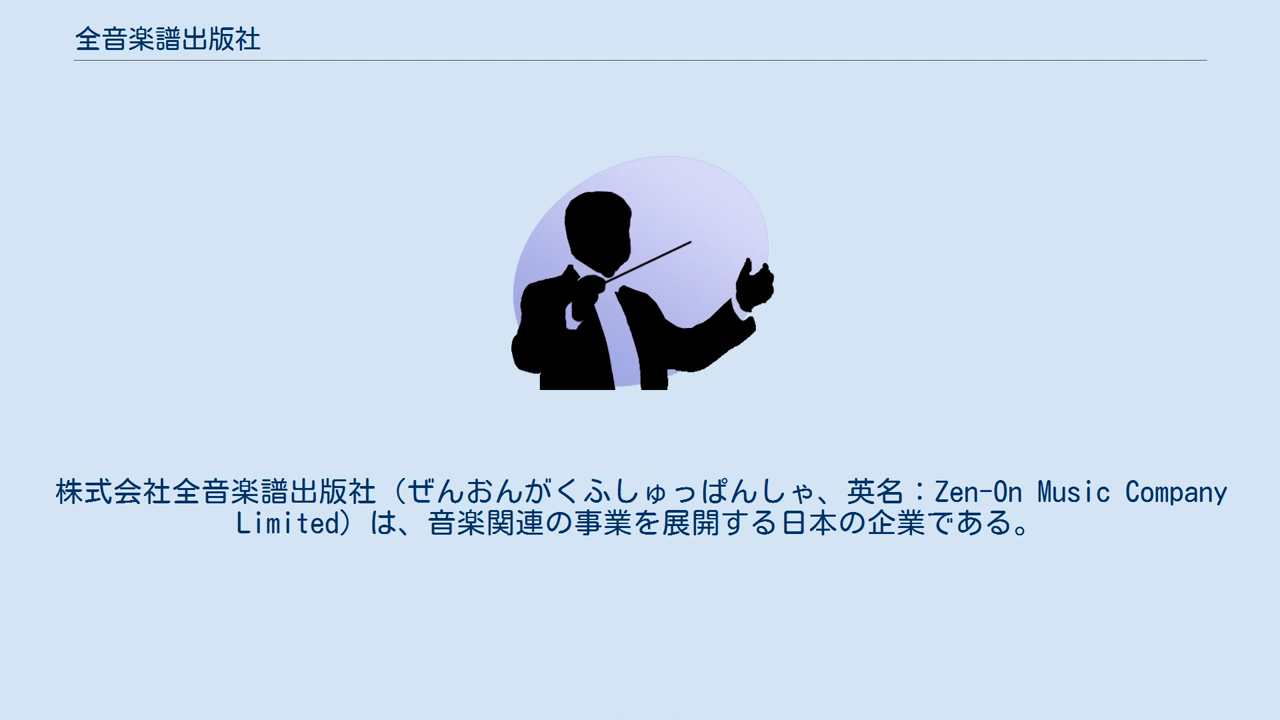 全音楽譜出版社
株式会社全音楽譜出版社（ぜんおんがくふしゅっぱんしゃ、英名：Zen-On Music Company
Limited）は、音楽関連の事業を展開する日本の企業である。